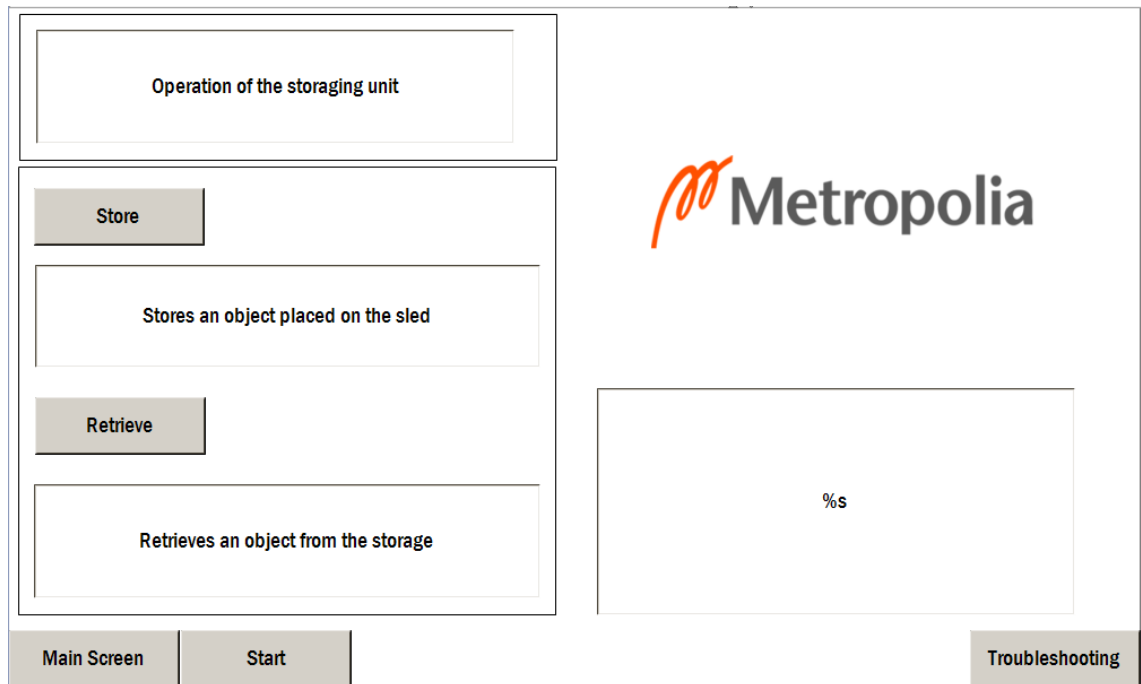 Operation of the storaging unit
Store
Stores an object placed on the sled
Retrieve
Retrieves an object from the storage
Metropolia
%s
Main Screen
Start
Troubleshooting